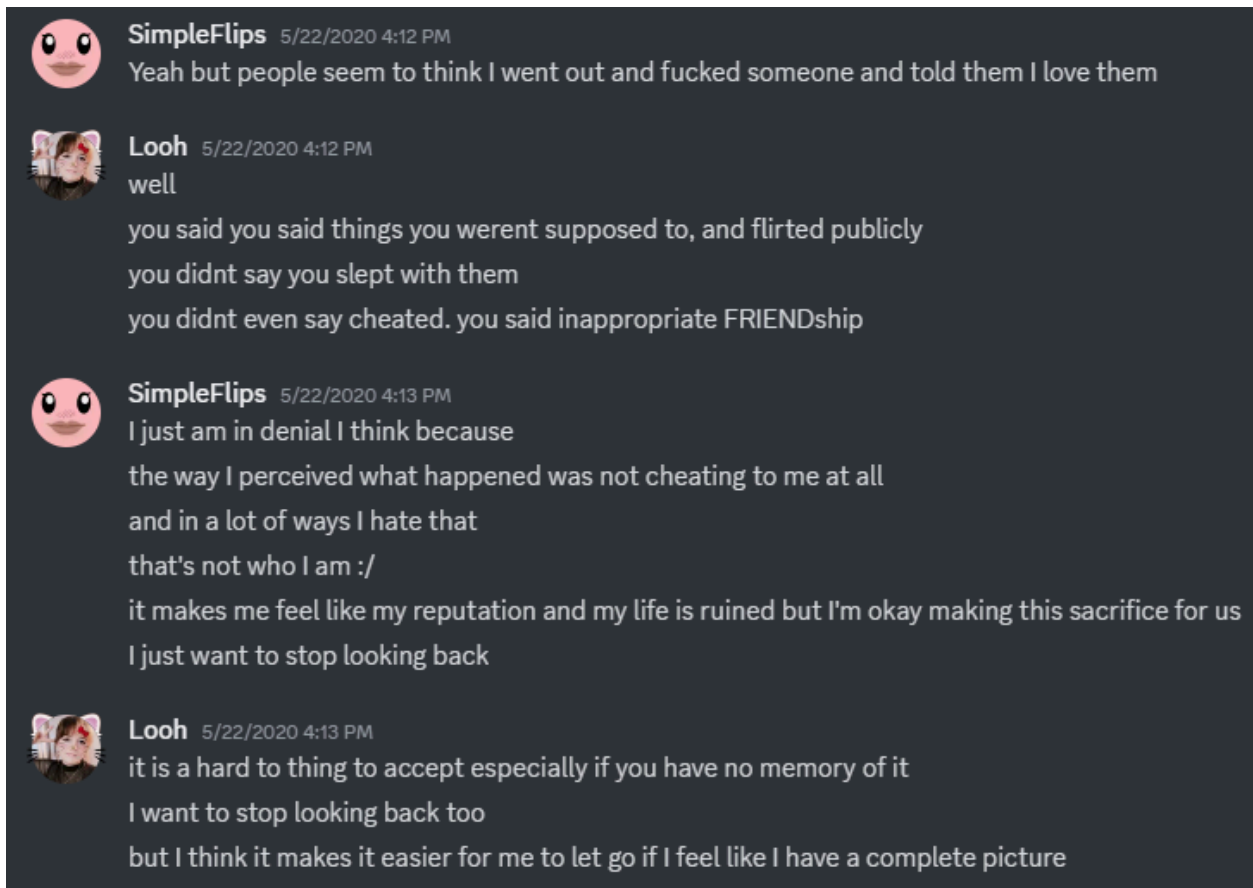 SimpleFlips 5/22/2020 4:12 PM
Yeah but people seem to think I went out and fucked someone and told them I love them
Looh 5/22/2020 4:12 PM
well
you said you said things you werent supposed to, and flirted publicly
you didnt say you slept with them
you didnt even say cheated. you said inappropriate FRIENDship
SimpleFlips 5/22/2020 4:13 PM
I just am in denial I think because
the way I perceived what happened was not cheating to me at all
and in a lot of ways I hate that
that's not who I am :/
it makes me feel like my reputation and my life is ruined but I'm okay making this sacrifice for us
I just want to stop looking back
Looh 5/22/2020 4:13 PM
it is a hard to thing to accept especially if you have no memory of it
I want to stop looking back too
but I think it makes it easier for me to let go if I feel like I have a complete picture